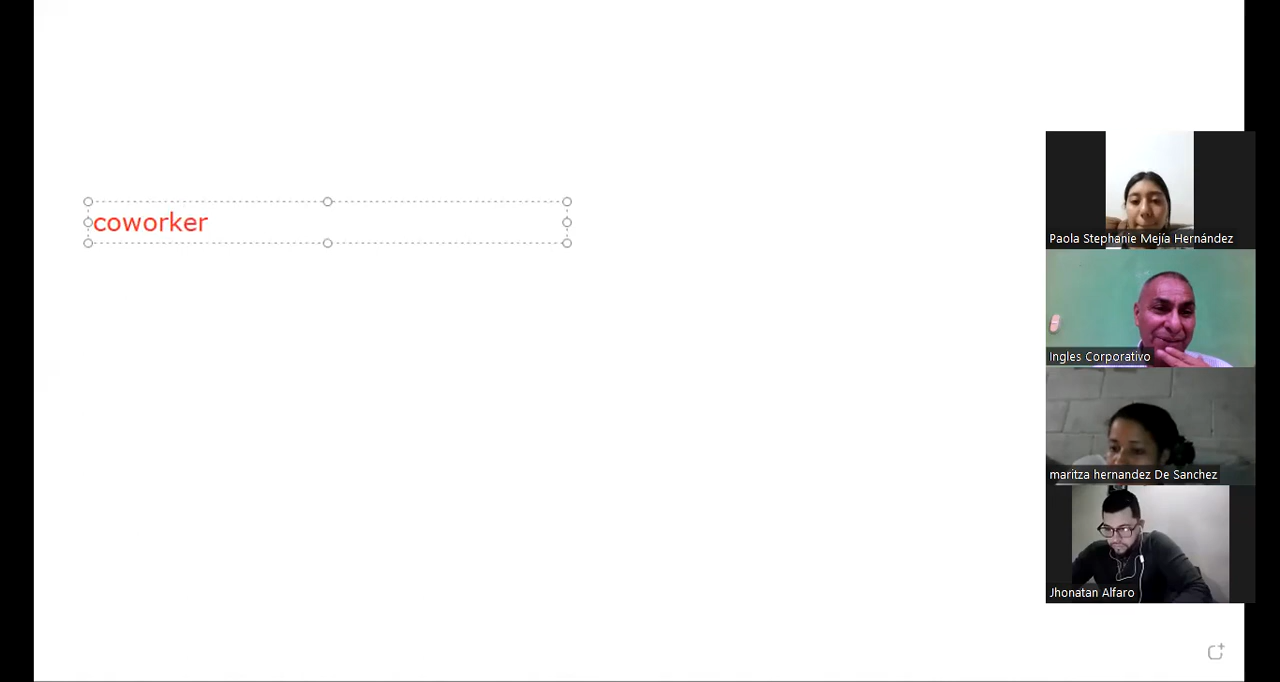 coworker
Paola Stephanie Mejía Hernández
Ingles Corporativo
maritza hernandez De Sanchez
Jhonatan Alfaro